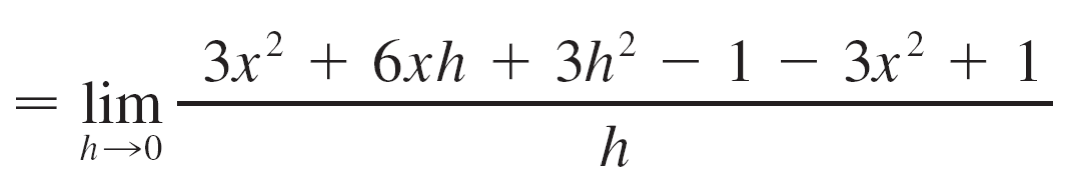 = lim h→0 (3x² + 6xh + 3h² − 1 − 3x² + 1) / h